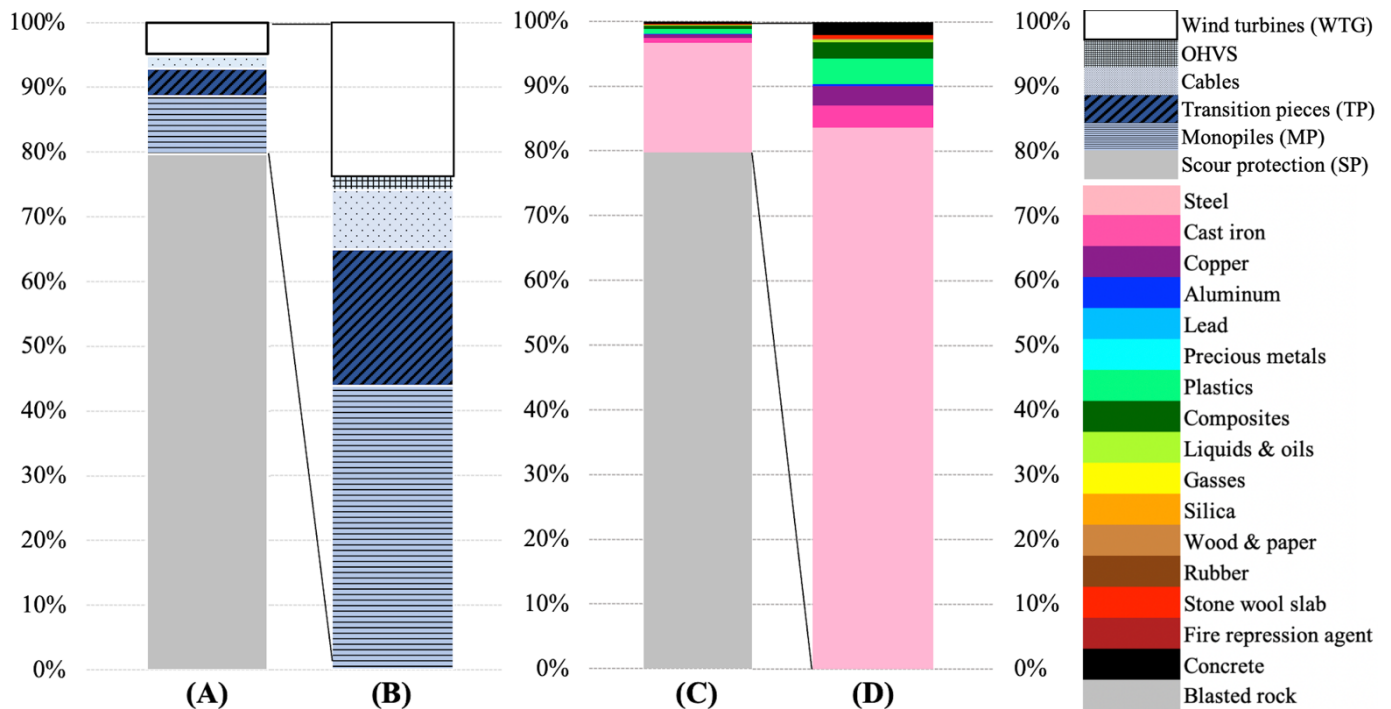 100%
90%
80%
70%
60%
50%
40%
30%
20%
10%
0%
(A)
(B)
100%
90%
80%
70%
60%
50%
40%
30%
20%
10%
0%
(C)
(D)
100%
90%
80%
70%
60%
50%
40%
30%
20%
10%
0%
Wind turbines (WTG)
OHVS
Cables
Transition pieces (TP)
Monopiles (MP)
Scour protection (SP)
Steel
Cast iron
Copper
Aluminum
Lead
Precious metals
Plastics
Composites
Liquids & oils
Gasses
Silica
Wood & paper
Rubber
Stone wool slab
Fire repression agent
Concrete
Blasted rock